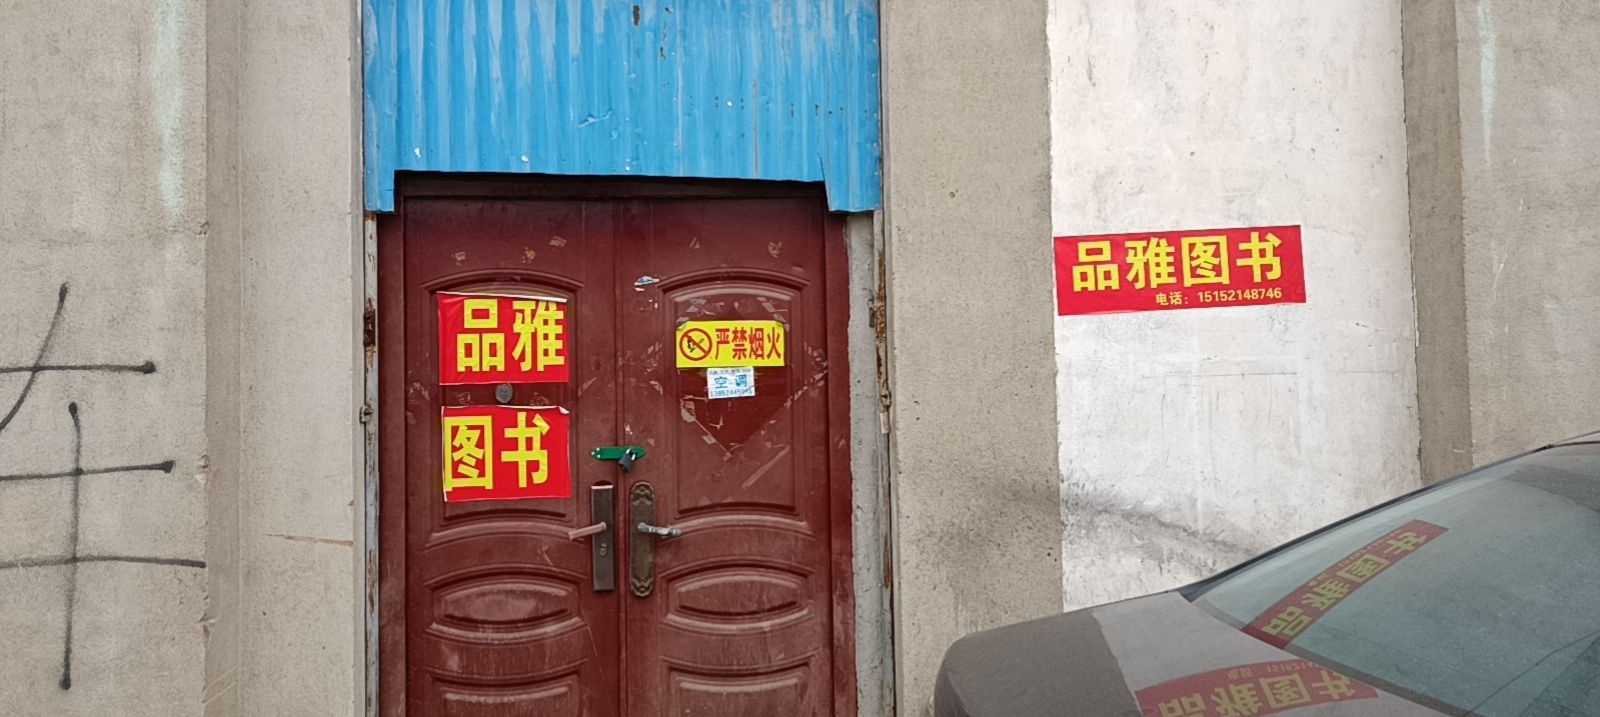 品雅
图书
严禁烟火
空调
品雅图书
电话：15152148746